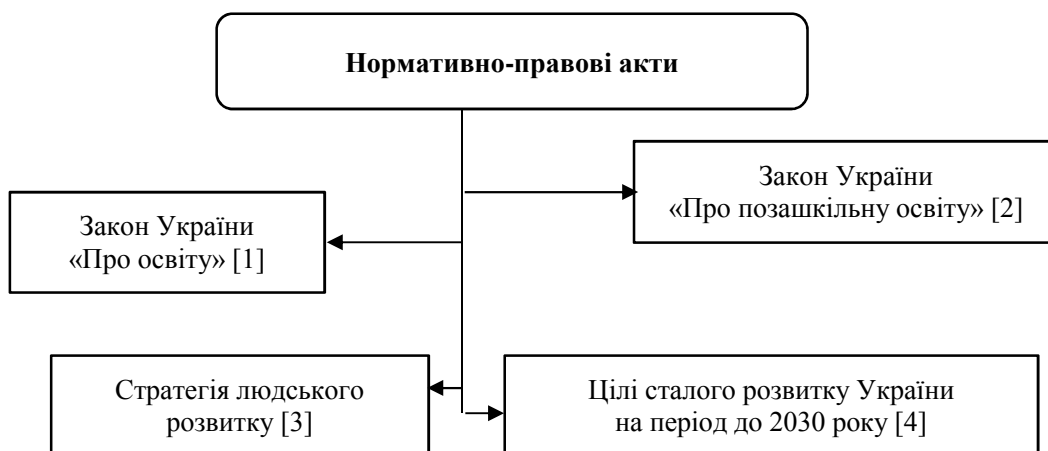 Нормативно-правові акти
Закон України
«Про позашкільну освіту» [2]
Закон України
«Про освіту» [1]
Стратегія людського
розвитку [3]
Цілі сталого розвитку України
на період до 2030 року [4]